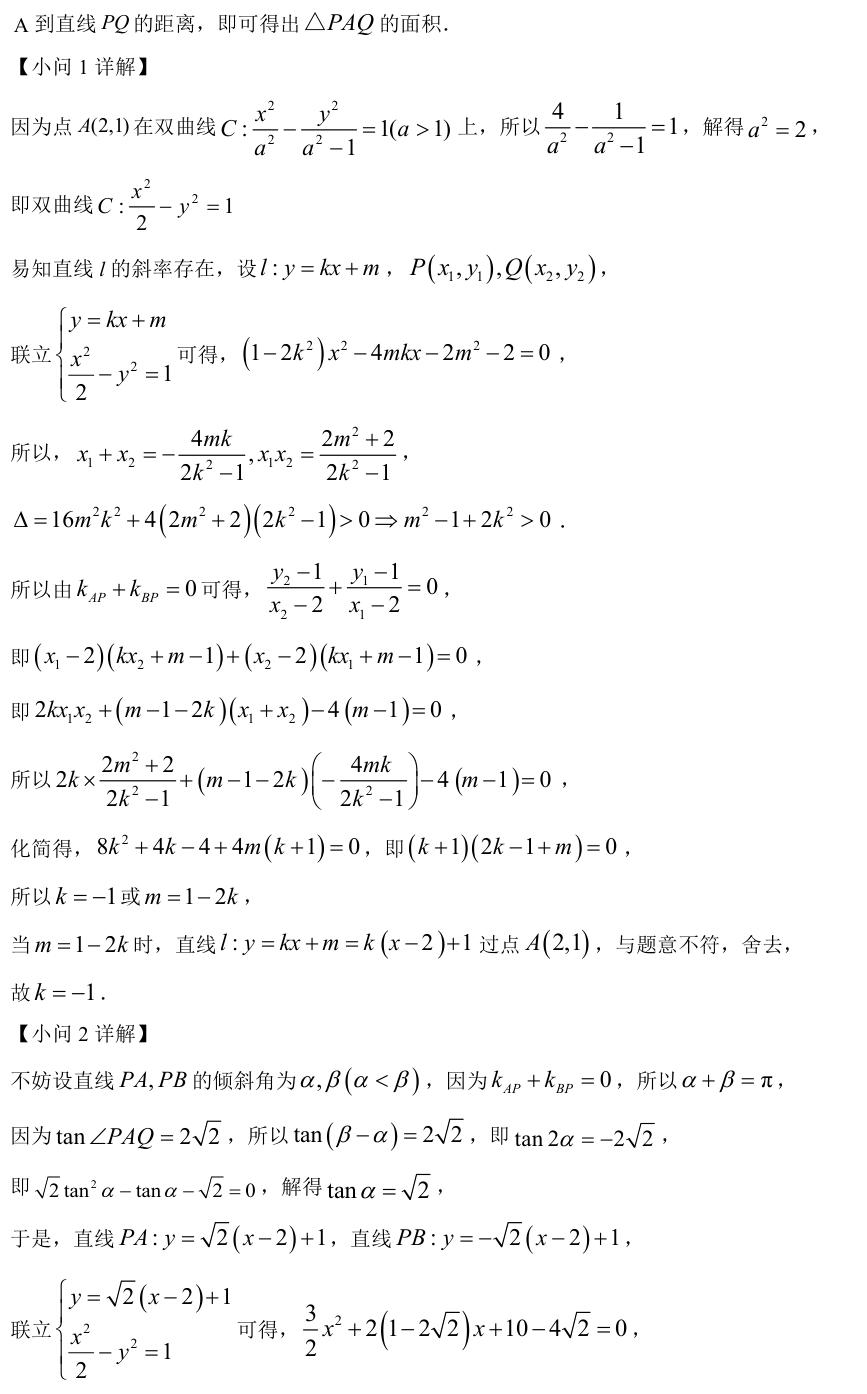 A 到直线 PQ 的距离，即可得出 △PAQ 的面积．
【小问 1 详解】
因为点 A(2,1) 在双曲线 C : x²/a² − y²/(a² − 1) = 1(a > 1) 上，所以 4/a² − 1/(a² − 1) = 1，解得 a² = 2，
即双曲线 C : x²/2 − y² = 1
易知直线 l 的斜率存在，设 l : y = kx + m，P(x₁, y₁), Q(x₂, y₂)，
联立 { y = kx + m ; x²/2 − y² = 1 可得，(1 − 2k²)x² − 4mkx − 2m² − 2 = 0，
所以，x₁ + x₂ = − 4mk/(2k² − 1), x₁x₂ = (2m² + 2)/(2k² − 1)，
Δ = 16m²k² + 4(2m² + 2)(2k² − 1) > 0 ⇒ m² − 1 + 2k² > 0．
所以由 k_AP + k_BP = 0 可得，(y₂ − 1)/(x₂ − 2) + (y₁ − 1)/(x₁ − 2) = 0，
即 (x₁ − 2)(kx₂ + m − 1) + (x₂ − 2)(kx₁ + m − 1) = 0，
即 2kx₁x₂ + (m − 1 − 2k)(x₁ + x₂) − 4(m − 1) = 0，
所以 2k × (2m² + 2)/(2k² − 1) + (m − 1 − 2k)(− 4mk/(2k² − 1)) − 4(m − 1) = 0，
化简得，8k² + 4k − 4 + 4m(k + 1) = 0，即 (k + 1)(2k − 1 + m) = 0，
所以 k = −1 或 m = 1 − 2k，
当 m = 1 − 2k 时，直线 l : y = kx + m = k(x − 2) + 1 过点 A(2,1)，与题意不符，舍去，
故 k = −1．
【小问 2 详解】
不妨设直线 PA, PB 的倾斜角为 α, β(α < β)，因为 k_AP + k_BP = 0，所以 α + β = π，
因为 tan ∠PAQ = 2√2，所以 tan(β − α) = 2√2，即 tan 2α = −2√2，
即 √2 tan² α − tan α − √2 = 0，解得 tan α = √2，
于是，直线 PA : y = √2(x − 2) + 1，直线 PB : y = −√2(x − 2) + 1，
联立 { y = √2(x − 2) + 1 ; x²/2 − y² = 1 可得，3/2 x² + 2(1 − 2√2)x + 10 − 4√2 = 0，